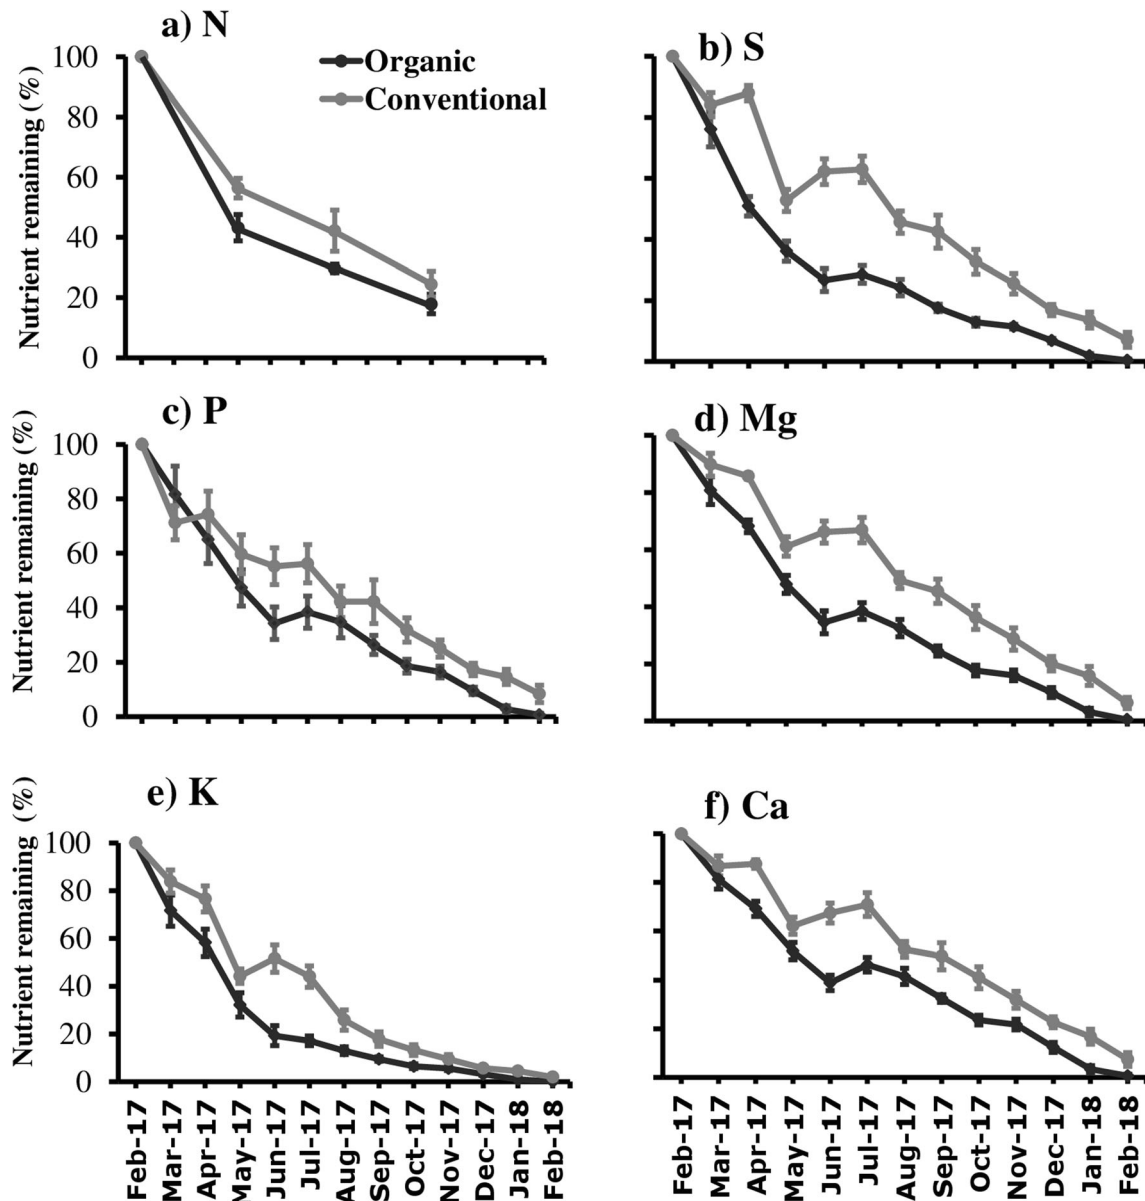 a) N
100
80
60
40
20
0
Nutrient remaining (%)
Organic
Conventional
b) S
c) P
100
80
60
40
20
0
Nutrient remaining (%)
d) Mg
e) K
100
80
60
40
20
0
Nutrient remaining (%)
Feb-17
Mar-17
Apr-17
May-17
Jun-17
Jul-17
Aug-17
Sep-17
Oct-17
Nov-17
Dec-17
Jan-18
Feb-18
f) Ca
Feb-17
Mar-17
Apr-17
May-17
Jun-17
Jul-17
Aug-17
Sep-17
Oct-17
Nov-17
Dec-17
Jan-18
Feb-18